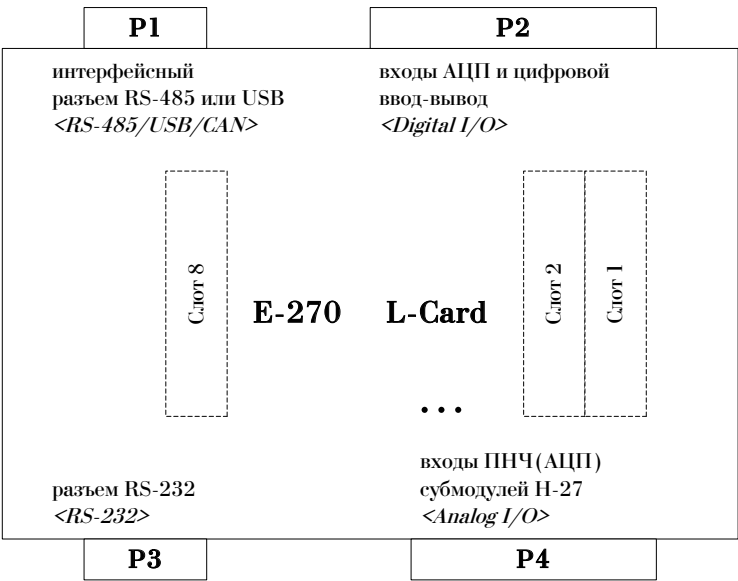 P1
P2
интерфейсный
разъем RS-485 или USB
<RS-485/USB/CAN>
входы АЦП и цифровой
ввод-вывод
<Digital I/O>
Слот 8
E-270
L-Card
Слот 2
Слот 1
...
разъем RS-232
<RS-232>
входы ПНЧ(АЦП)
субмодулей H-27
<Analog I/O>
P3
P4